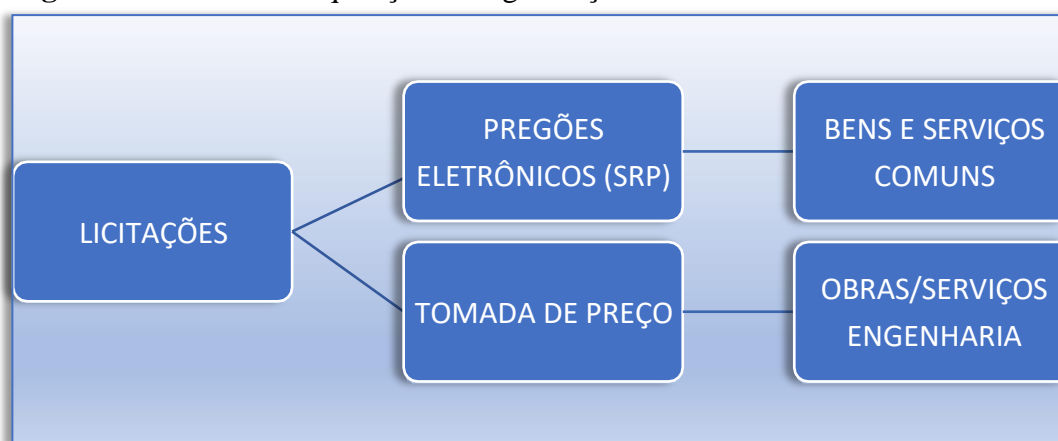 LICITAÇÕES
PREGÕES
ELETRÔNICOS (SRP)
BENS E SERVIÇOS
COMUNS
TOMADA DE PREÇO
OBRAS/SERVIÇOS
ENGENHARIA